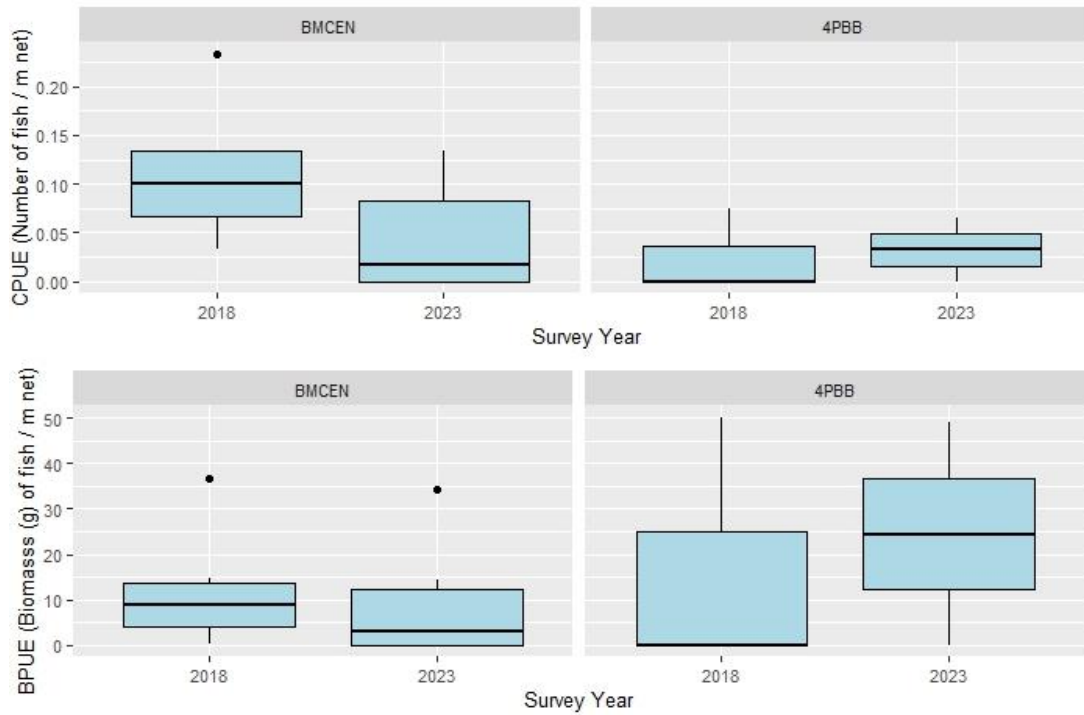 BMCEN
4PBB
CPUE (Number of fish / m net)
0.20
0.15
0.10
0.05
0.00
2018
2023
2018
2023
Survey Year
BMCEN
4PBB
BPUE (Biomasss (g) of fish / m net)
50
40
30
20
10
0
2018
2023
2018
2023
Survey Year